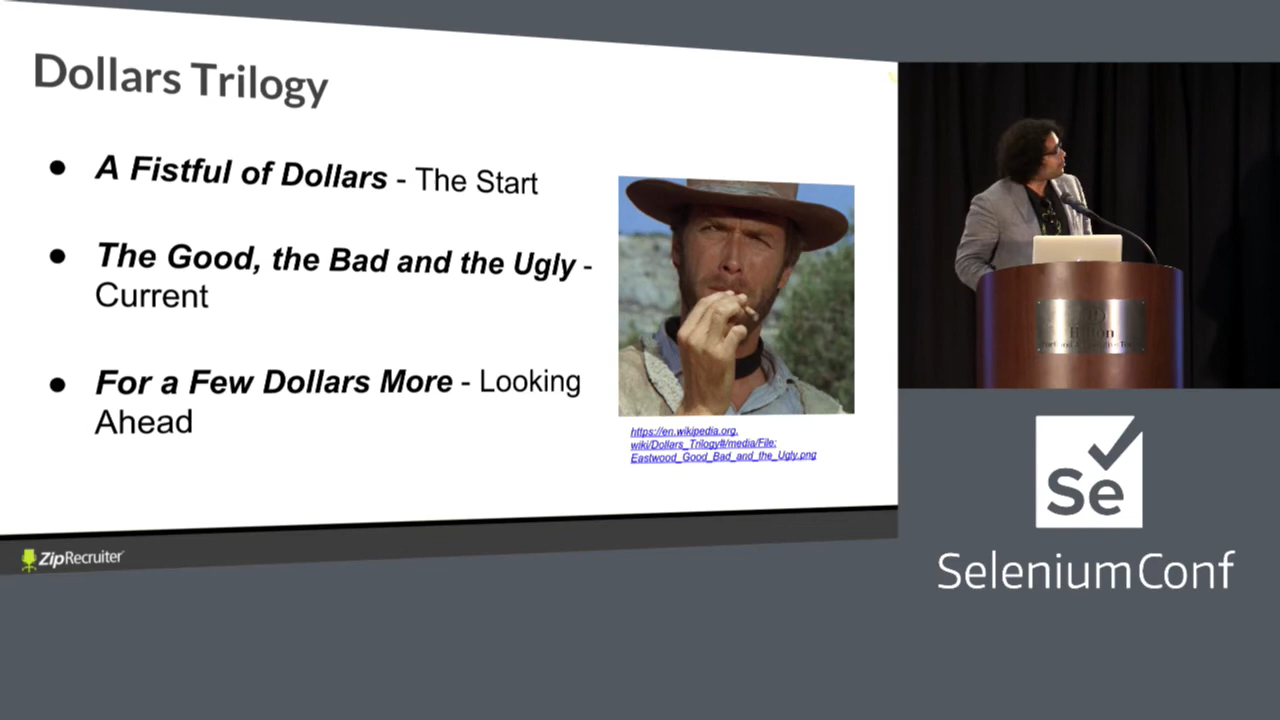 Dollars Trilogy
● A Fistful of Dollars - The Start
● The Good, the Bad and the Ugly -
Current
● For a Few Dollars More - Looking
Ahead
https://en.wikipedia.org.
wiki/Dollars_Trilogy#/media/File:
Eastwood_Good_Bad_and_the_Ugly.png
ZipRecruiter
Hilton
Se
SeleniumConf